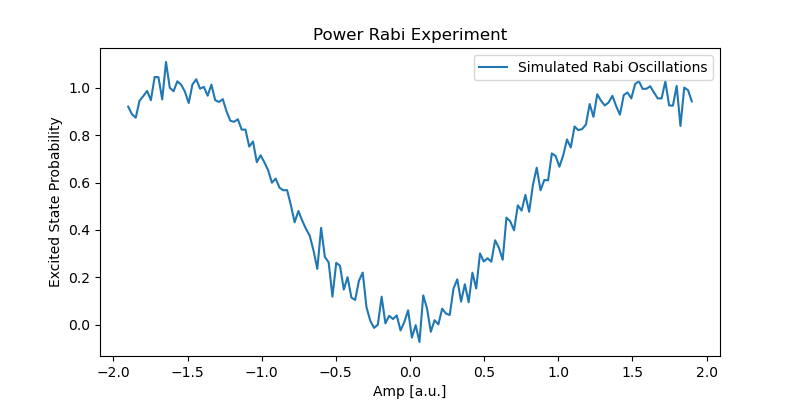 Power Rabi Experiment
Simulated Rabi Oscillations
Excited State Probability
1.0
0.8
0.6
0.4
0.2
0.0
−2.0 −1.5 −1.0 −0.5 0.0 0.5 1.0 1.5 2.0
Amp [a.u.]